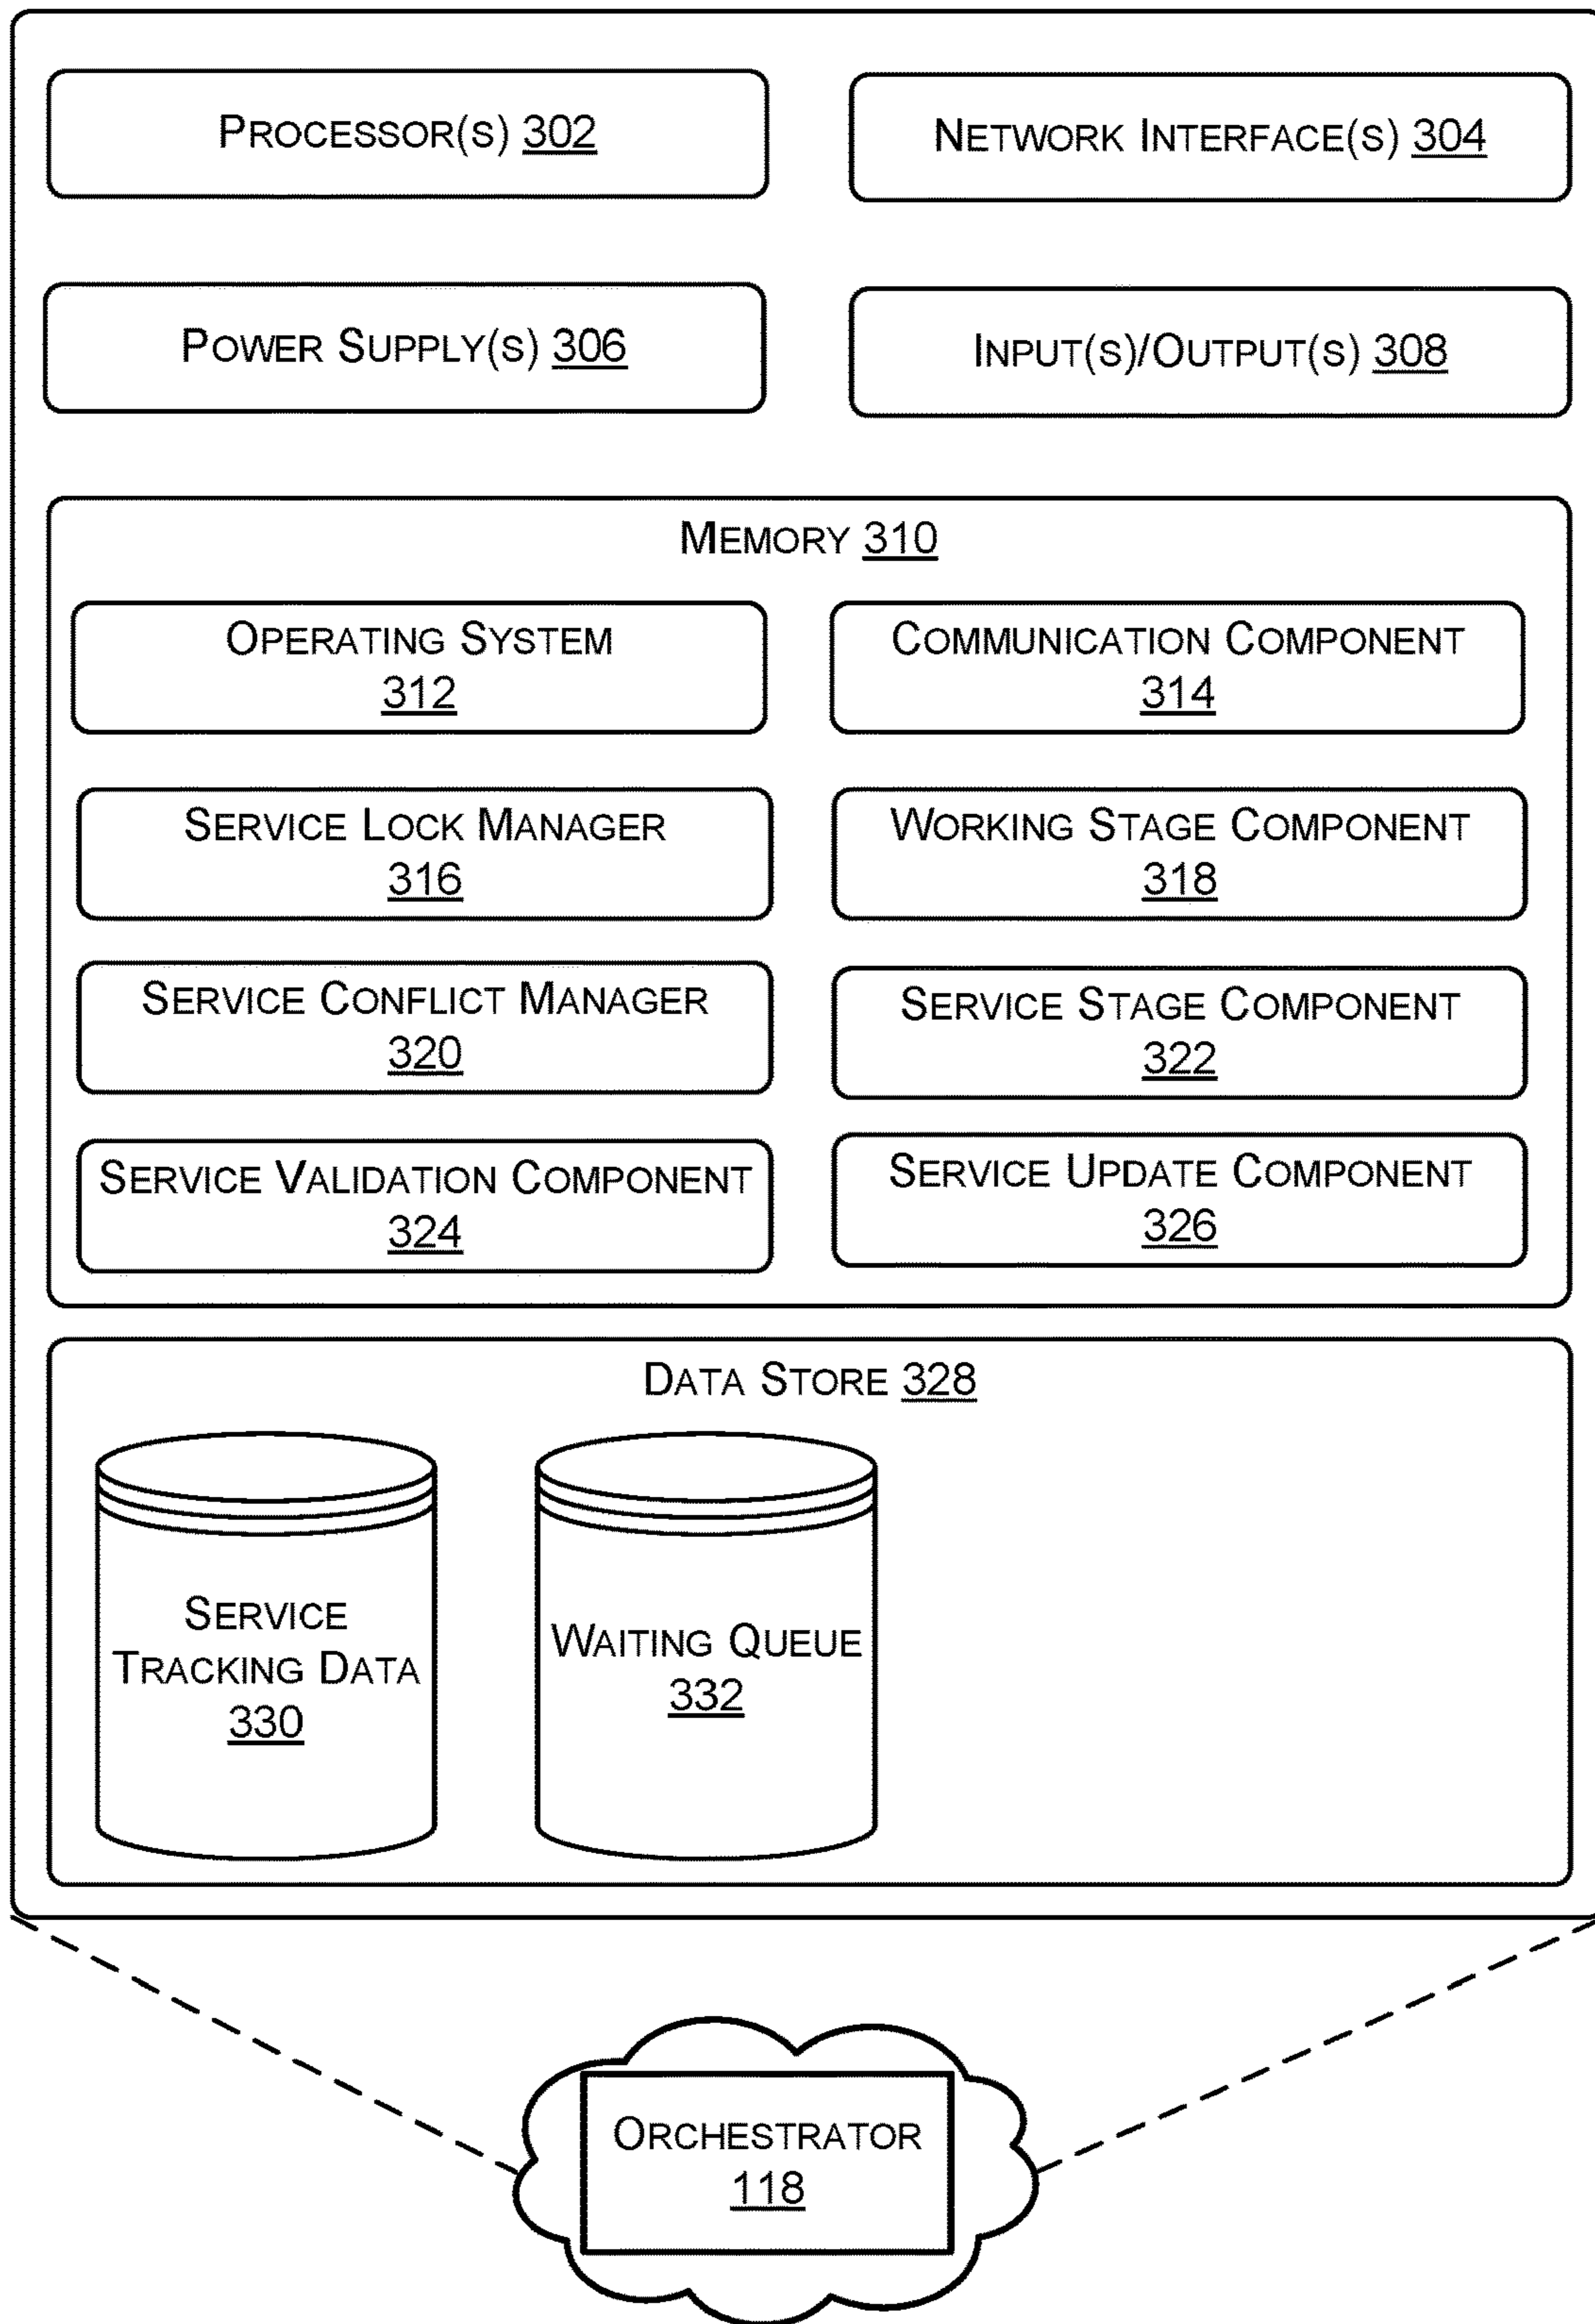 PROCESSOR(S) 302
NETWORK INTERFACE(S) 304
POWER SUPPLY(S) 306
INPUT(S)/OUTPUT(S) 308
MEMORY 310
OPERATING SYSTEM
312
COMMUNICATION COMPONENT
314
SERVICE LOCK MANAGER
316
WORKING STAGE COMPONENT
318
SERVICE CONFLICT MANAGER
320
SERVICE STAGE COMPONENT
322
SERVICE VALIDATION COMPONENT
324
SERVICE UPDATE COMPONENT
326
DATA STORE 328
SERVICE
TRACKING DATA
330
WAITING QUEUE
332
ORCHESTRATOR
118